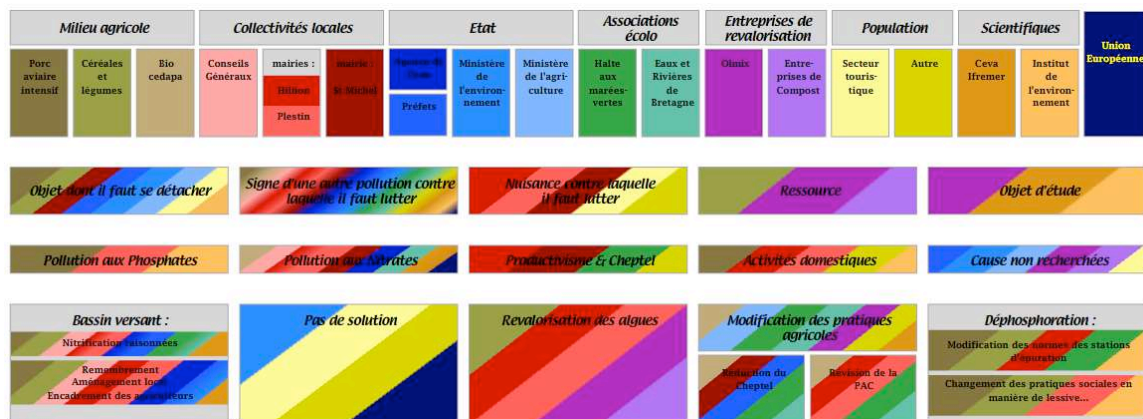 Milieu agricole
Collectivités locales
Etat
Associations
écolo
Entreprises de
revalorisation
Population
Scientifiques
Union
Européenne
Porc
aviaire
intensif
Céréales
et
légumes
Bio
cedapa
Conseils
Généraux
mairies :
Hillion
Plestin
mairie :
St Michel
Préfets
Ministère
de
l'environ-
nement
Ministère
de l'agri-
culture
Halte
aux
marées-
vertes
Eaux et
Rivières
de
Bretagne
Olmix
Entre-
prises de
Compost
Secteur
touris-
tique
Autre
Ceva
Ifremer
Institut
de
l'environ-
nement
Objet dont il faut se détacher
Signe d'une autre pollution contre
laquelle il faut lutter
Nuisance contre laquelle
il faut lutter
Ressource
Objet d'étude
Pollution aux Phosphates
Pollution aux Nitrates
Productivisme & Cheptel
Activités domestiques
Cause non recherchées
Bassin versant :
Nitrification raisonnées
Remembrement
Aménagement local
Encadrement des agriculteurs
Pas de solution
Revalorisation des algues
Modification des pratiques
agricoles
Réduction du
Cheptel
Révision de la
PAC
Déphosphoration :
Modification des normes des stations
d'épuration
Changement des pratiques sociales en
manière de lessive...